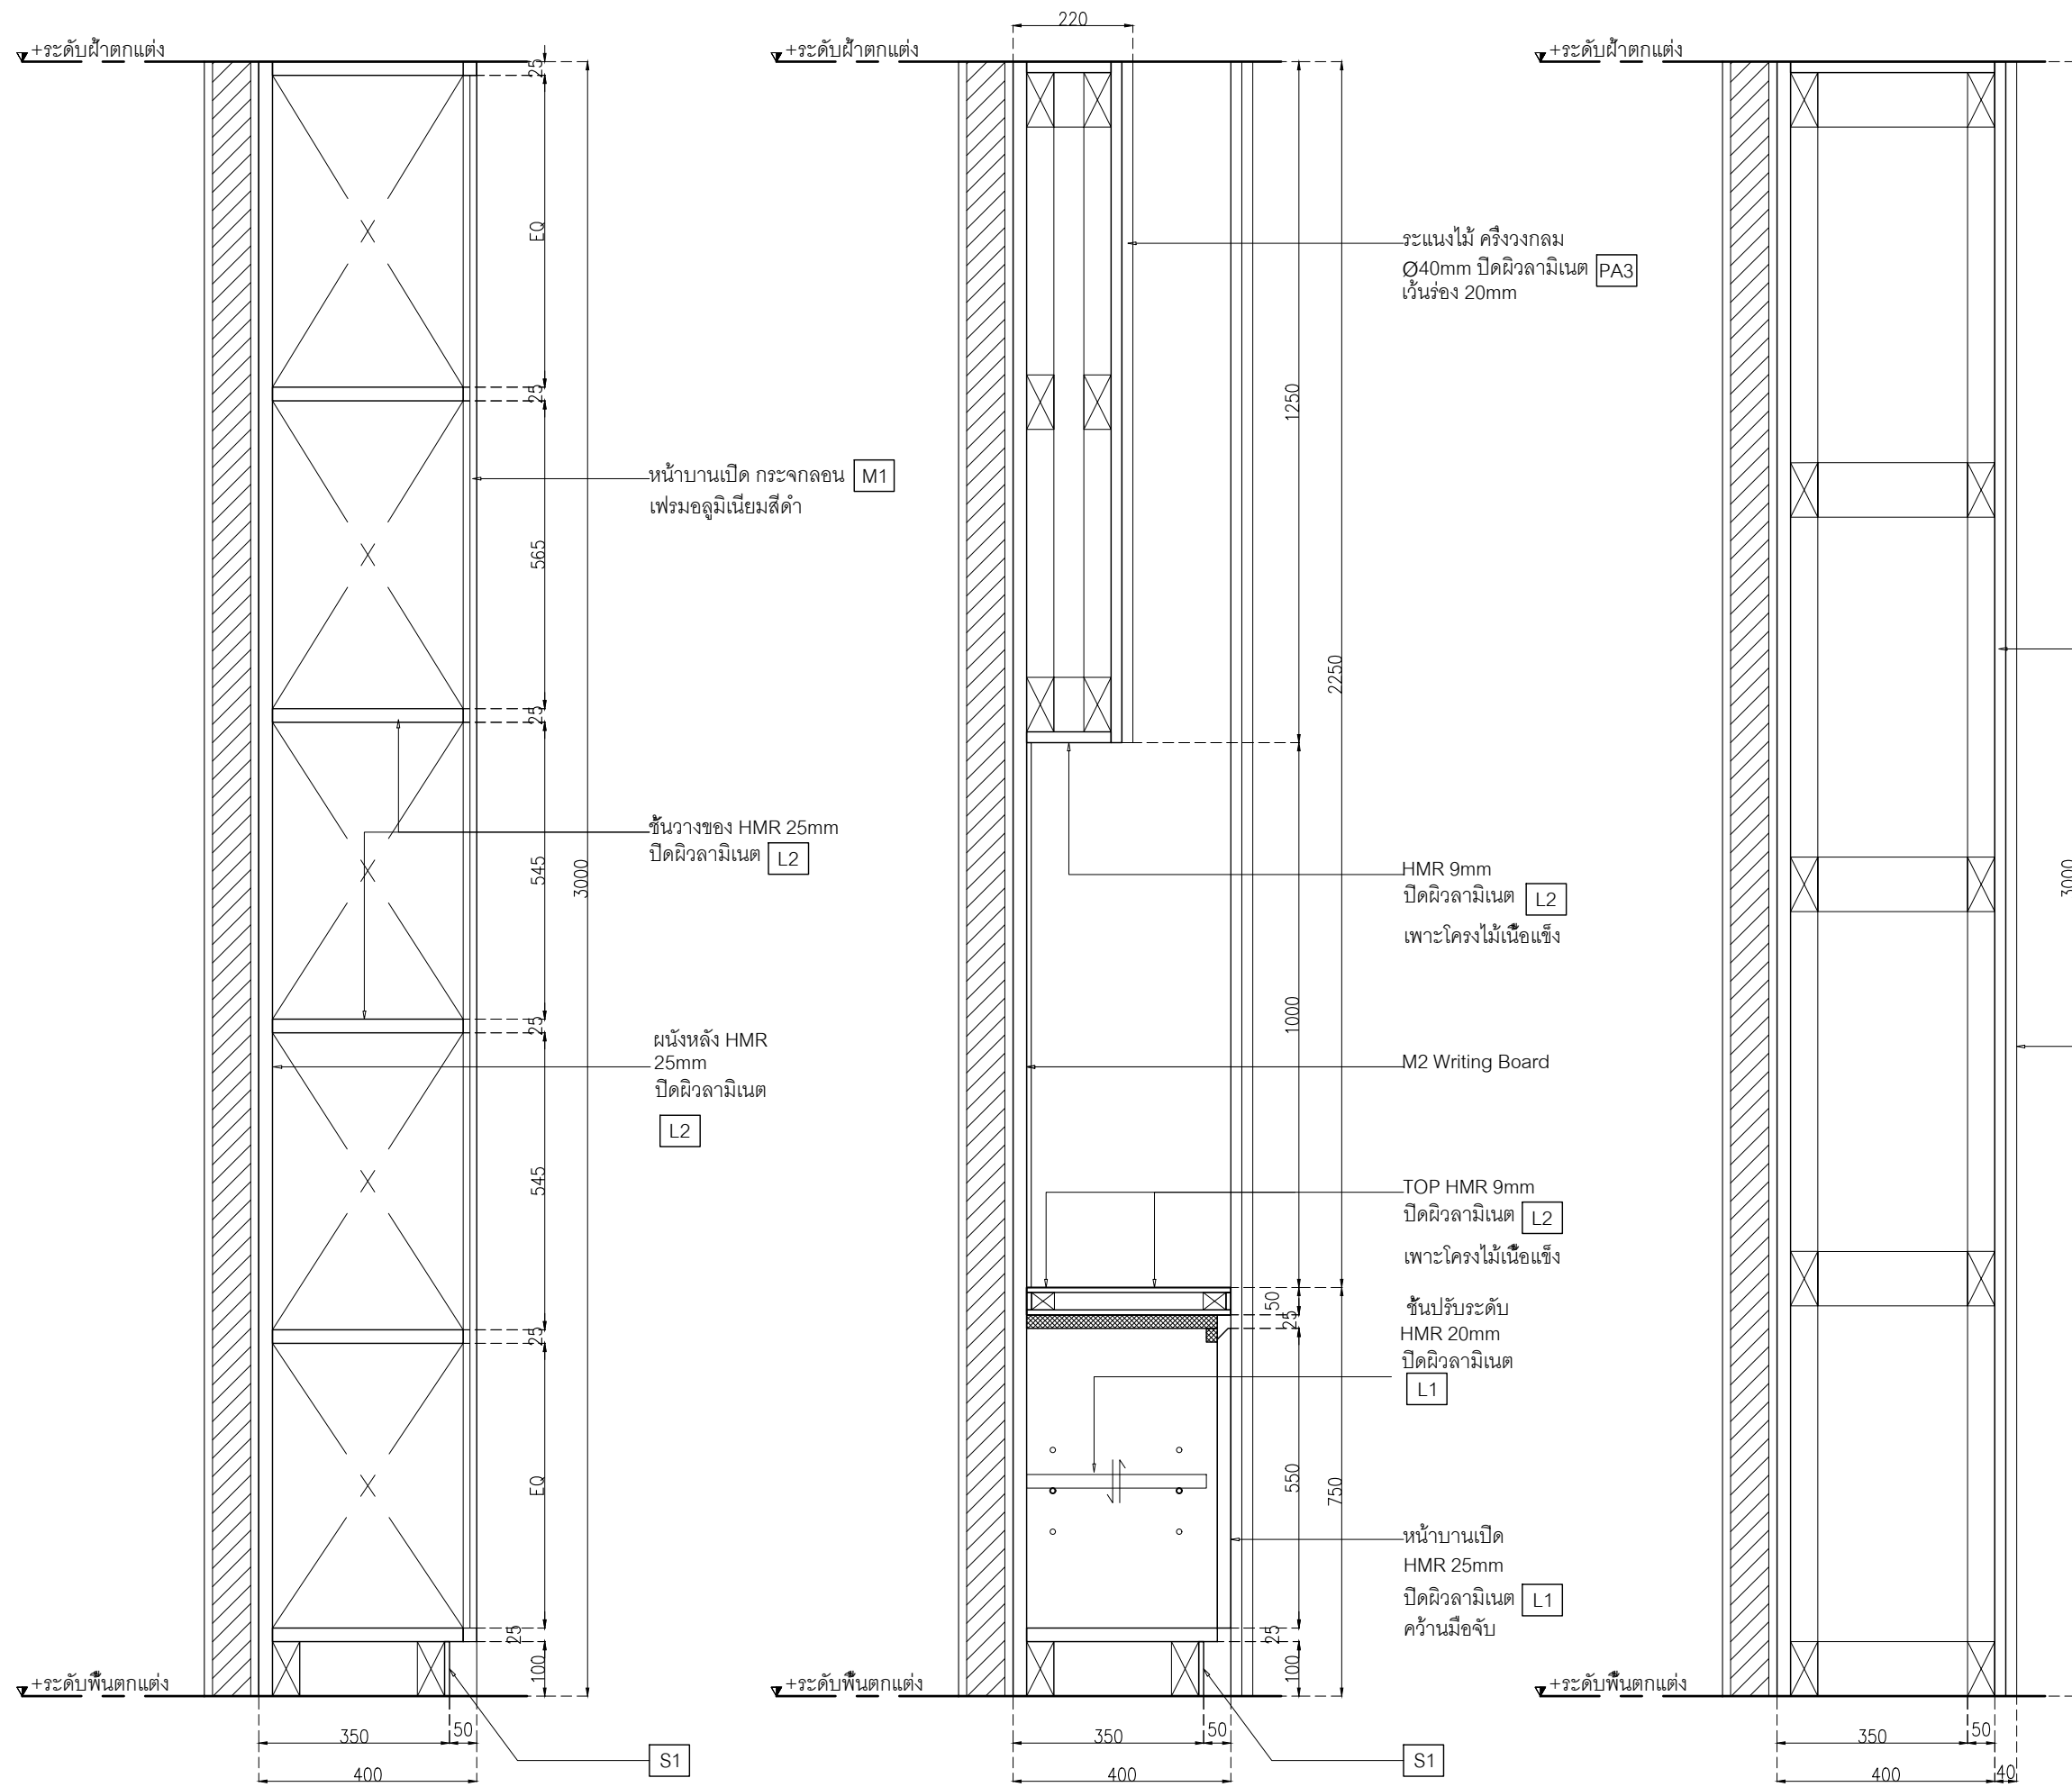 +ระดับฝ้าตกแต่ง
25
EQ
25
565
25
545
3000
25
545
25
EQ
25
100
350
50
400
หน้าบานเปิด กระจกลอน M1
เฟรมอลูมิเนียมสีดำ
ชั้นวางของ HMR 25mm
ปิดผิวลามิเนต L2
ผนังหลัง HMR
25mm
ปิดผิวลามิเนต
L2
S1
+ระดับพื้นตกแต่ง
+ระดับฝ้าตกแต่ง
220
1250
2250
1000
50
25
550
750
25
100
350
50
400
ระแนงไม้ ครึ่งวงกลม
Ø40mm ปิดผิวลามิเนต PA3
เว้นร่อง 20mm
HMR 9mm
ปิดผิวลามิเนต L2
เพาะโครงไม้เนื้อแข็ง
M2 Writing Board
TOP HMR 9mm
ปิดผิวลามิเนต L2
เพาะโครงไม้เนื้อแข็ง
ชั้นปรับระดับ
HMR 20mm
ปิดผิวลามิเนต
L1
หน้าบานเปิด
HMR 25mm
ปิดผิวลามิเนต L1
คว้านมือจับ
S1
+ระดับพื้นตกแต่ง
+ระดับฝ้าตกแต่ง
3000
+ระดับพื้นตกแต่ง
350
50
400
40